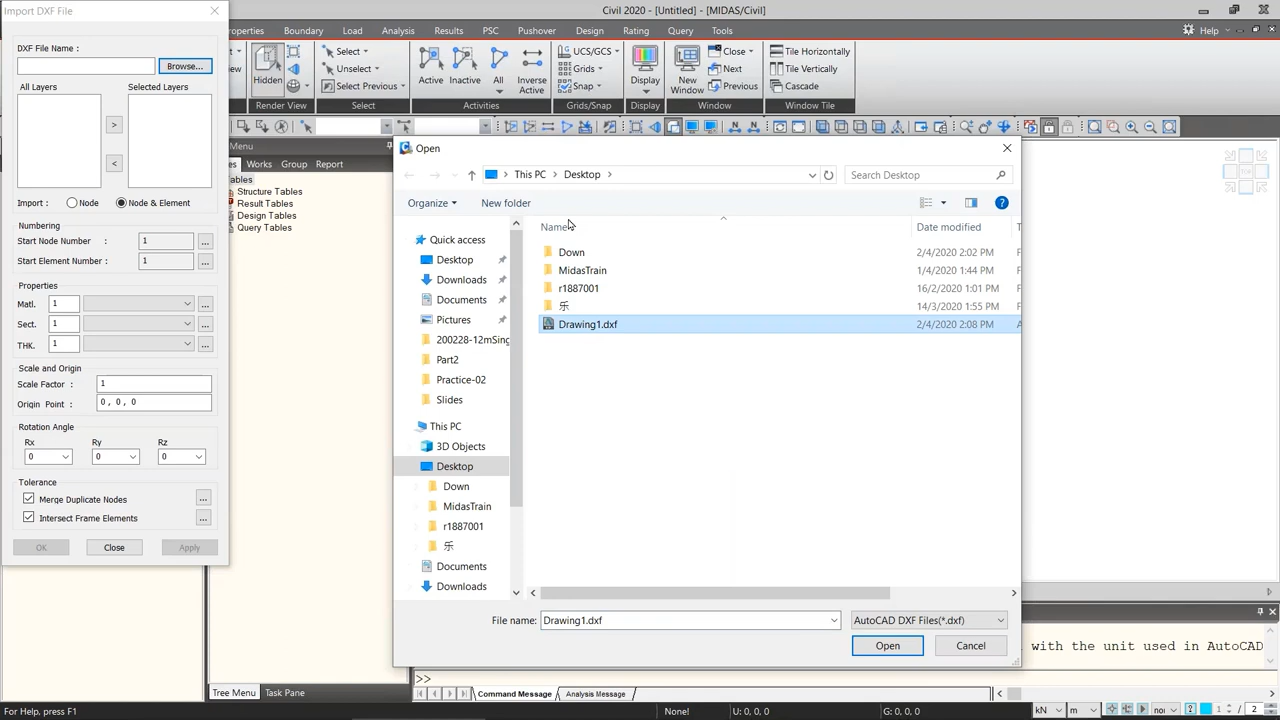 Import DXF File
Civil 2020 - [Untitled] - [MIDAS/Civil]
Boundary Load Analysis Results PSC Pushover Design Rating Query Tools Help
DXF File Name :
Browse...
All Layers Selected Layers
>
<
Import : Node Node & Element
Numbering
Start Node Number : 1 ...
Start Element Number : 1 ...
Properties
Matl. 1 ...
Sect. 1 ...
THK. 1 ...
Scale and Origin
Scale Factor : 1
Origin Point : 0 , 0 , 0
Rotation Angle
Rx Ry Rz
0 0 0
Tolerance
Merge Duplicate Nodes ...
Intersect Frame Elements ...
OK Close Apply
Hidden
Render View
Select
Unselect
Select Previous
Select
Active Inactive All Inverse Active
Activities
UCS/GCS
Grids
Snap
Grids/Snap
Display
Display
New Window
Close
Next
Previous
Window
Tile Horizontally
Tile Vertically
Cascade
Window Tile
Menu
Works Group Report
Structure Tables
Result Tables
Design Tables
Query Tables
Tree Menu Task Pane
Open
This PC > Desktop >
Search Desktop
Organize New folder
Name Date modified
Down 2/4/2020 2:02 PM
MidasTrain 1/4/2020 1:44 PM
r1887001 16/2/2020 1:01 PM
乐 14/3/2020 1:55 PM
Drawing1.dxf 2/4/2020 2:08 PM
Quick access
Desktop
Downloads
Documents
Pictures
200228-12mSing
Part2
Practice-02
Slides
This PC
3D Objects
Desktop
Down
MidasTrain
r1887001
乐
Documents
Downloads
File name: Drawing1.dxf AutoCAD DXF Files(*.dxf)
Open Cancel
with the unit used in AutoCAD
>>
Command Message Analysis Message
For Help, press F1
None! U: 0, 0, 0 G: 0, 0, 0 kN m 1 / 2